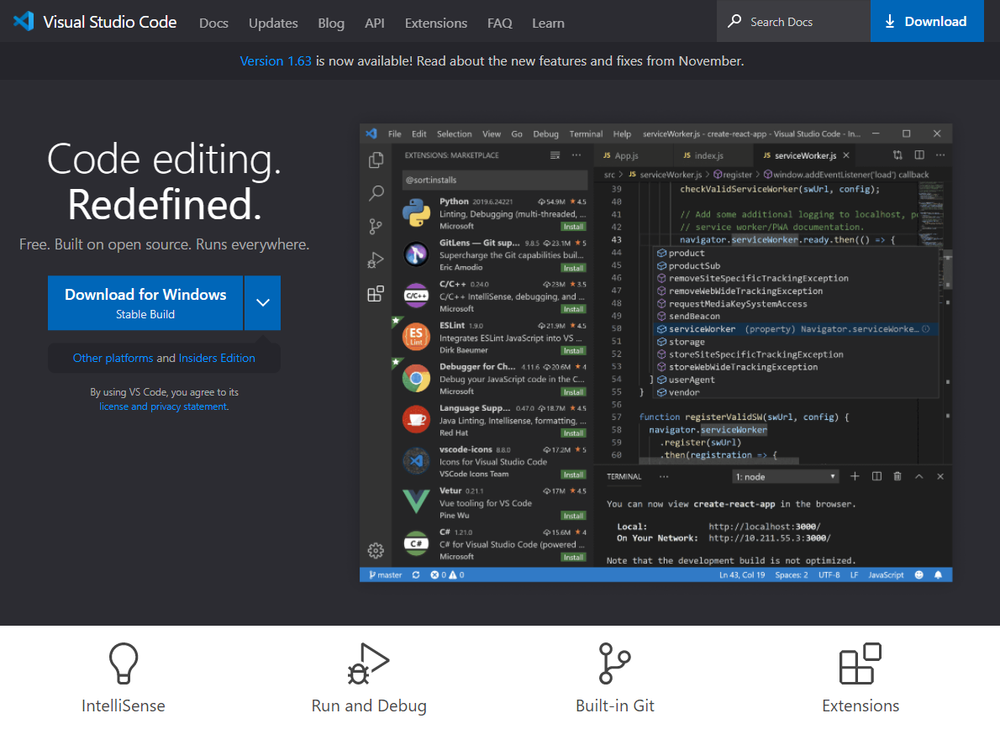 Visual Studio Code Docs Updates Blog API Extensions FAQ Learn Search Docs Download
Version 1.63 is now available! Read about the new features and fixes from November.
Code editing.
Redefined.
Free. Built on open source. Runs everywhere.
Download for Windows
Stable Build
Other platforms and Insiders Edition
By using VS Code, you agree to its
license and privacy statement.
File Edit Selection View Go Debug Terminal Help serviceWorker.js - create-react-app - Visual Studio Code - In...
EXTENSIONS: MARKETPLACE
@sort:installs
Python 2019.6.24221 54.9M 4.5
Linting, Debugging (multi-threaded, ...
Microsoft Install
GitLens — Git sup... 9.8.5 23.1M 5
Supercharge the Git capabilities buil...
Eric Amodio Install
C/C++ 0.24.0 23M 3.5
C/C++ C/C++ IntelliSense, debugging, and ...
Microsoft Install
ESLint 1.9.0 21.9M 4.5
ES Lint Integrates ESLint JavaScript into VS ...
Dirk Baeumer Install
Debugger for Ch... 4.11.6 20.6M 4
Debug your JavaScript code in the C...
Microsoft Install
Language Supp... 0.47.0 18.7M 4.5
Java Linting, Intellisense, formatting, ...
Red Hat Install
vscode-icons 8.8.0 17.2M 5
Icons for Visual Studio Code
VSCode Icons Team Install
Vetur 0.21.1 17M 4.5
Vue tooling for VS Code
Pine Wu Install
C# 1.21.0 15.6M 4
C# C# for Visual Studio Code (powered ...
Microsoft Install
JS App.js JS index.js JS serviceWorker.js
src > JS serviceWorker.js > register > window.addEventListener('load') callback
39 checkValidServiceWorker(swUrl, config);
40
41 // Add some additional logging to localhost, p
42 // service worker/PWA documentation.
43 navigator.serviceWorker.ready.then(() => {
44 product
45 productSub
46 removeSiteSpecificTrackingException
47 removeWebWideTrackingException
48 requestMediaKeySystemAccess
49 sendBeacon
50 serviceWorker (property) Navigator.serviceWorke...
51 storage
52 storeSiteSpecificTrackingException
53 storeWebWideTrackingException
54 ] userAgent
55 } vendor
56
57 function registerValidSW(swUrl, config) {
58 navigator.serviceWorker
59 .register(swUrl)
60 .then(registration => {
TERMINAL ... 1: node
You can now view create-react-app in the browser.
Local: http://localhost:3000/
On Your Network: http://10.211.55.3:3000/
Note that the development build is not optimized.
master 0 0 Ln 43, Col 19 Spaces: 2 UTF-8 LF JavaScript
IntelliSense Run and Debug Built-in Git Extensions